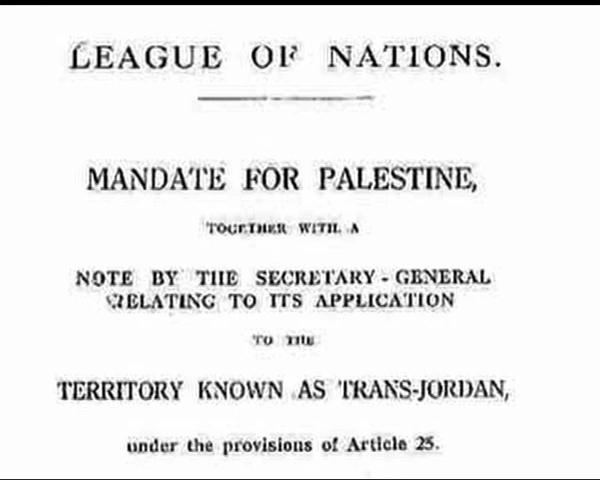 LEAGUE OF NATIONS.
MANDATE FOR PALESTINE,
TOGETHER WITH A
NOTE BY THE SECRETARY - GENERAL
RELATING TO ITS APPLICATION
TO THE
TERRITORY KNOWN AS TRANS-JORDAN,
under the provisions of Article 25.